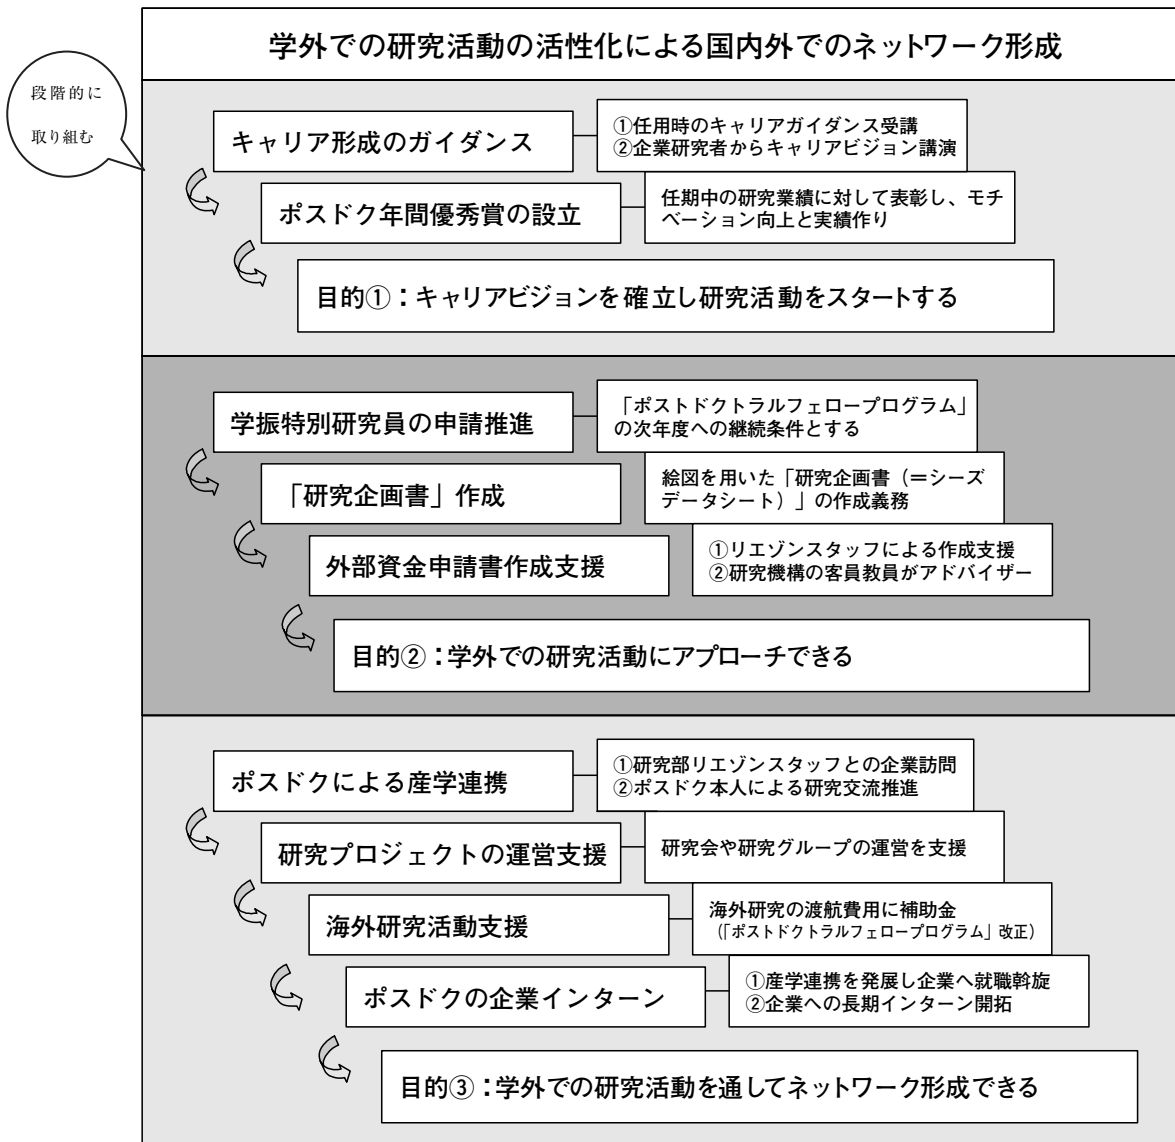 学外での研究活動の活性化による国内外でのネットワーク形成
段階的に
取り組む
キャリア形成のガイダンス
①任用時のキャリアガイダンス受講
②企業研究者からキャリアビジョン講演
ポスドク年間優秀賞の設立
任期中の研究業績に対して表彰し、モチ
ベーション向上と実績作り
目的①：キャリアビジョンを確立し研究活動をスタートする
学振特別研究員の申請推進
「ポストドクトラルフェロープログラム」
の次年度への継続条件とする
「研究企画書」作成
絵図を用いた「研究企画書（＝シーズ
データシート）」の作成義務
外部資金申請書作成支援
①リエゾンスタッフによる作成支援
②研究機構の客員教員がアドバイザー
目的②：学外での研究活動にアプローチできる
ポスドクによる産学連携
①研究部リエゾンスタッフとの企業訪問
②ポスドク本人による研究交流推進
研究プロジェクトの運営支援
研究会や研究グループの運営を支援
海外研究活動支援
海外研究の渡航費用に補助金
（「ポストドクトラルフェロープログラム」改正）
ポスドクの企業インターン
①産学連携を発展し企業へ就職斡旋
②企業への長期インターン開拓
目的③：学外での研究活動を通してネットワーク形成できる